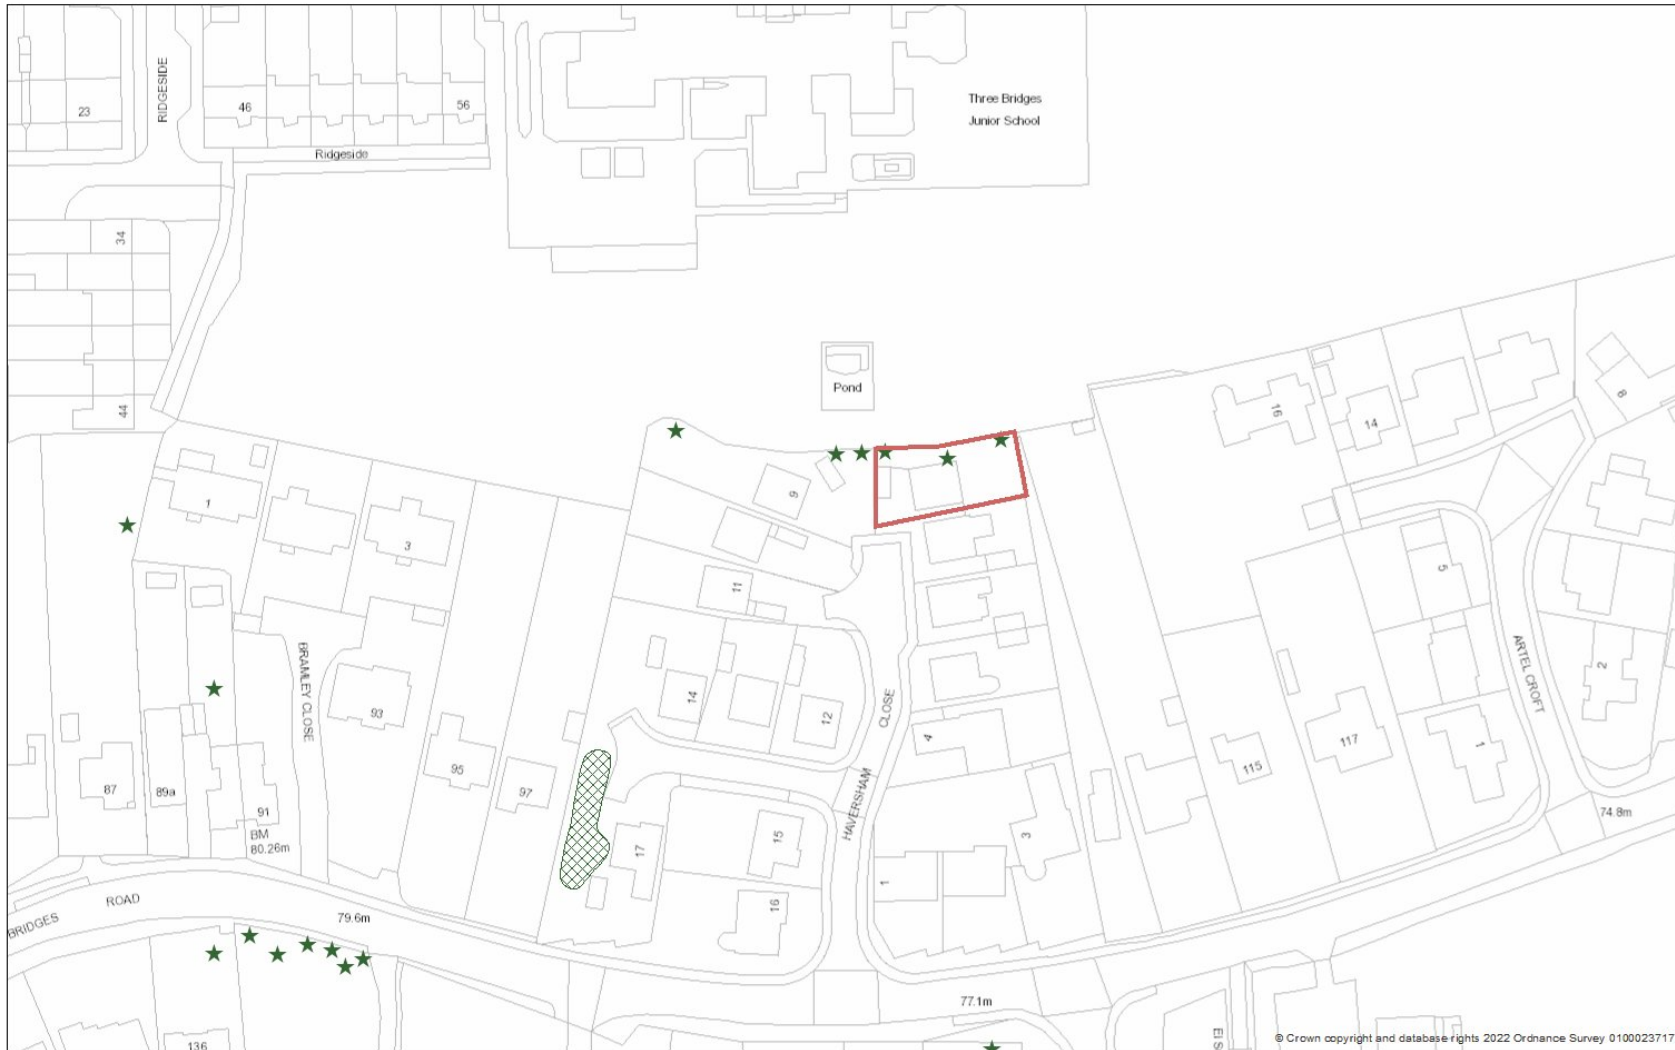 RIDGESIDE
23
46
56
Ridgeside
Three Bridges
Junior School
34
44
Pond
16
14
8
1
3
9
11
5
2
BRAMLEY CLOSE
93
95
97
87
89a
91
BM
80.26m
14
12
CLOSE
4
HAVERSHAM
ARTEL CROFT
117
115
1
74.8m
17
15
16
1
3
BRIDGES
ROAD
79.6m
77.1m
136
© Crown copyright and database rights 2022 Ordnance Survey 0100023717